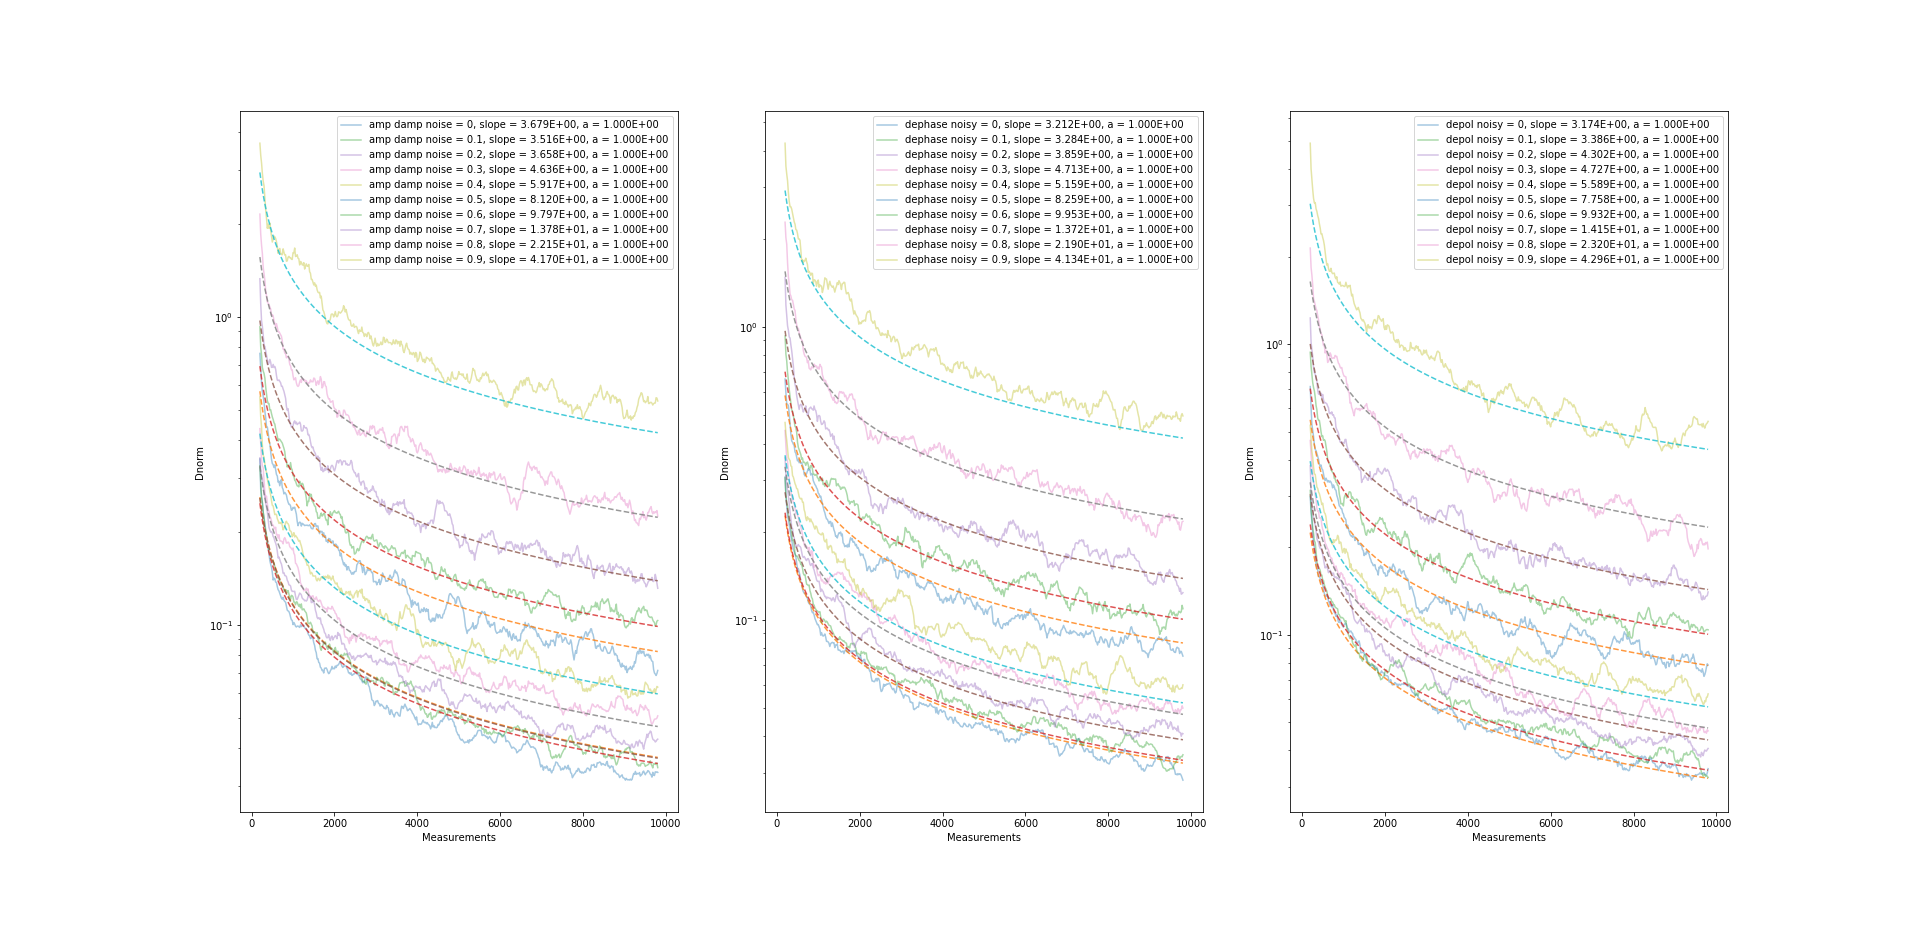 amp damp noise = 0, slope = 3.679E+00, a = 1.000E+00
amp damp noise = 0.1, slope = 3.516E+00, a = 1.000E+00
amp damp noise = 0.2, slope = 3.658E+00, a = 1.000E+00
amp damp noise = 0.3, slope = 4.636E+00, a = 1.000E+00
amp damp noise = 0.4, slope = 5.917E+00, a = 1.000E+00
amp damp noise = 0.5, slope = 8.120E+00, a = 1.000E+00
amp damp noise = 0.6, slope = 9.797E+00, a = 1.000E+00
amp damp noise = 0.7, slope = 1.378E+01, a = 1.000E+00
amp damp noise = 0.8, slope = 2.215E+01, a = 1.000E+00
amp damp noise = 0.9, slope = 4.170E+01, a = 1.000E+00
10⁰
10⁻¹
Dnorm
0 2000 4000 6000 8000 10000
Measurements
dephase noisy = 0, slope = 3.212E+00, a = 1.000E+00
dephase noisy = 0.1, slope = 3.284E+00, a = 1.000E+00
dephase noisy = 0.2, slope = 3.859E+00, a = 1.000E+00
dephase noisy = 0.3, slope = 4.713E+00, a = 1.000E+00
dephase noisy = 0.4, slope = 5.159E+00, a = 1.000E+00
dephase noisy = 0.5, slope = 8.259E+00, a = 1.000E+00
dephase noisy = 0.6, slope = 9.953E+00, a = 1.000E+00
dephase noisy = 0.7, slope = 1.372E+01, a = 1.000E+00
dephase noisy = 0.8, slope = 2.190E+01, a = 1.000E+00
dephase noisy = 0.9, slope = 4.134E+01, a = 1.000E+00
10⁰
10⁻¹
Dnorm
0 2000 4000 6000 8000 10000
Measurements
depol noisy = 0, slope = 3.174E+00, a = 1.000E+00
depol noisy = 0.1, slope = 3.386E+00, a = 1.000E+00
depol noisy = 0.2, slope = 4.302E+00, a = 1.000E+00
depol noisy = 0.3, slope = 4.727E+00, a = 1.000E+00
depol noisy = 0.4, slope = 5.589E+00, a = 1.000E+00
depol noisy = 0.5, slope = 7.758E+00, a = 1.000E+00
depol noisy = 0.6, slope = 9.932E+00, a = 1.000E+00
depol noisy = 0.7, slope = 1.415E+01, a = 1.000E+00
depol noisy = 0.8, slope = 2.320E+01, a = 1.000E+00
depol noisy = 0.9, slope = 4.296E+01, a = 1.000E+00
10⁰
10⁻¹
Dnorm
0 2000 4000 6000 8000 10000
Measurements